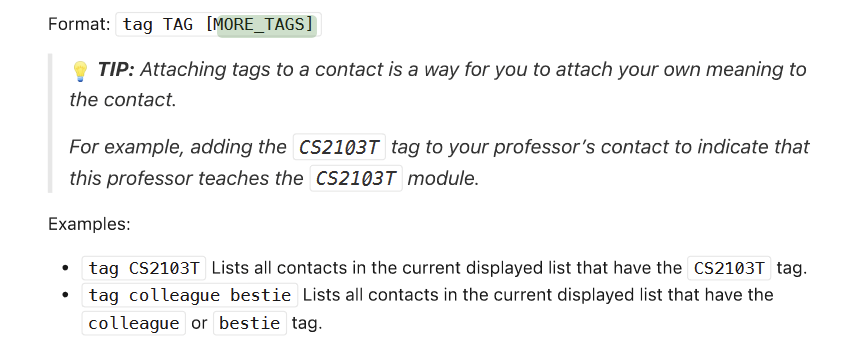 Format: tag TAG [MORE_TAGS]
💡 TIP: Attaching tags to a contact is a way for you to attach your own meaning to
the contact.
For example, adding the CS2103T tag to your professor’s contact to indicate that
this professor teaches the CS2103T module.
Examples:
• tag CS2103T Lists all contacts in the current displayed list that have the CS2103T tag.
• tag colleague bestie Lists all contacts in the current displayed list that have the
colleague or bestie tag.